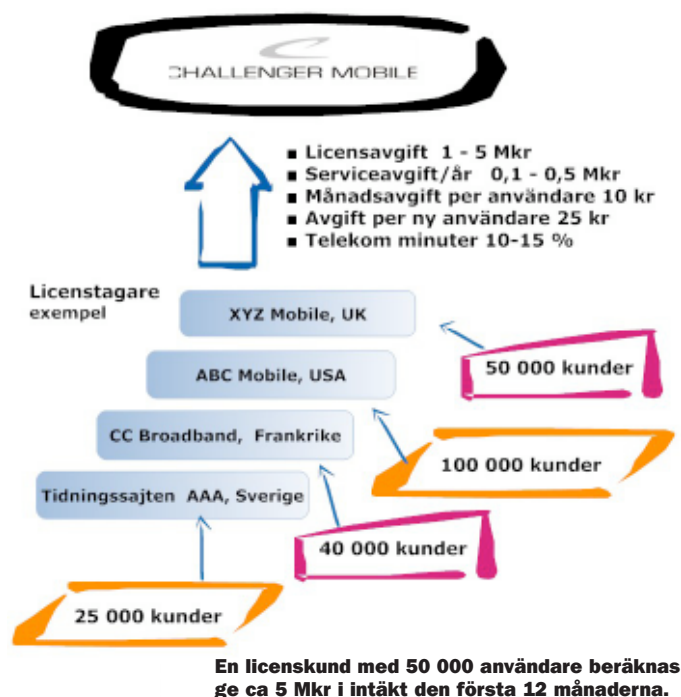 CHALLENGER MOBILE
■ Licensavgift 1 - 5 Mkr
■ Serviceavgift/år 0,1 - 0,5 Mkr
■ Månadsavgift per användare 10 kr
■ Avgift per ny användare 25 kr
■ Telekom minuter 10-15 %
Licenstagare
exempel
XYZ Mobile, UK
50 000 kunder
ABC Mobile, USA
100 000 kunder
CC Broadband, Frankrike
40 000 kunder
Tidningssajten AAA, Sverige
25 000 kunder
En licenskund med 50 000 användare beräknas
ge ca 5 Mkr i intäkt den första 12 månaderna.